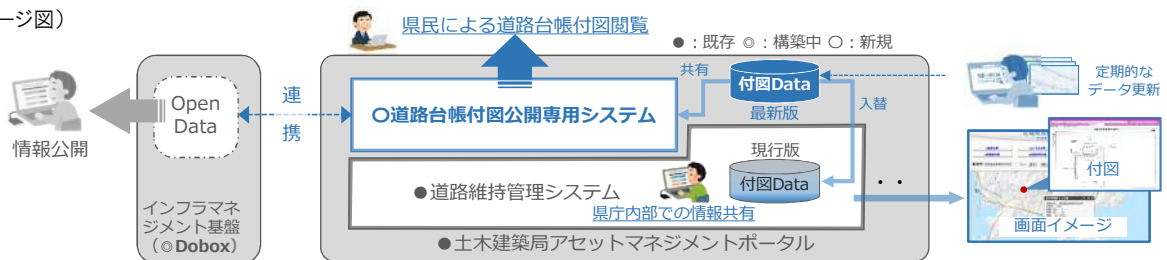 ージ図）
県民による道路台帳付図閲覧
●：既存 ◎：構築中 〇：新規
情報公開
Open
Data
連
携
インフラマネ
ジメント基盤
（◎Dobox）
〇道路台帳付図公開専用システム
共有
付図Data
最新版
入替
現行版
付図Data
●道路維持管理システム
県庁内部での情報共有
・・
●土木建築局アセットマネジメントポータル
定期的な
データ更新
付図
画面イメージ